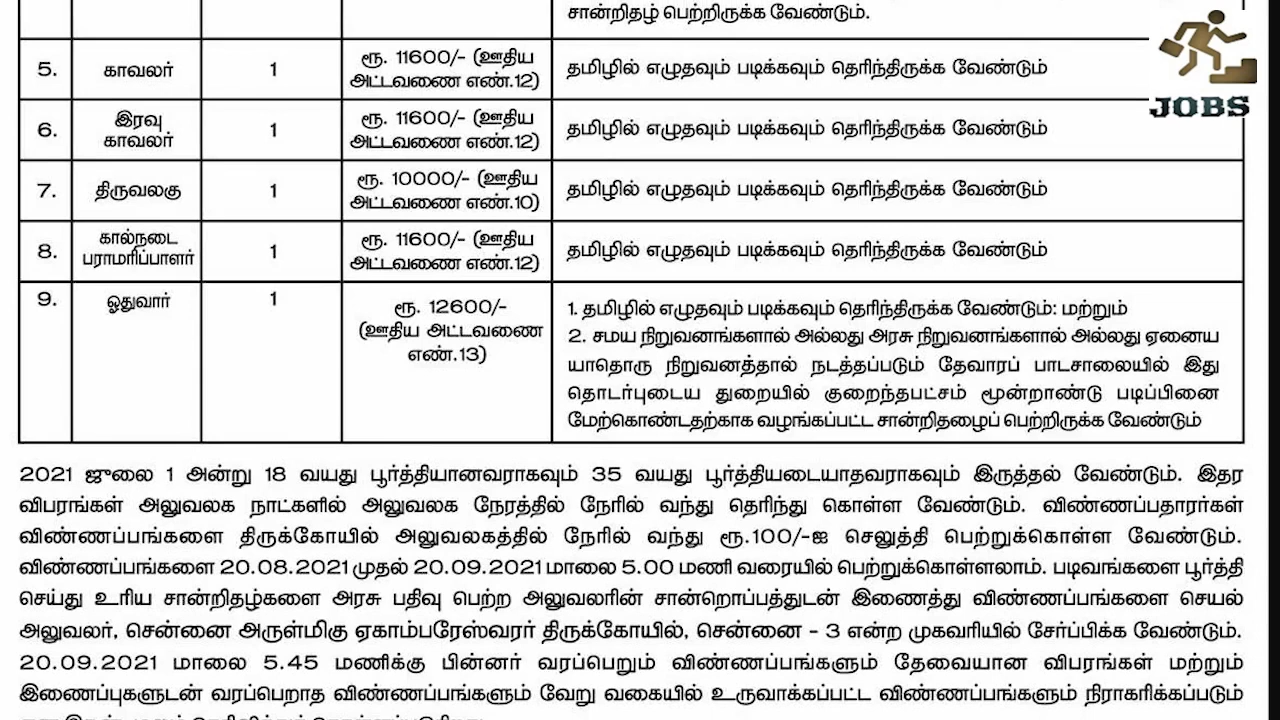 சான்றிதழ் பெற்றிருக்க வேண்டும்.
JOBS
5. காவலர் 1 ரூ. 11600/- (ஊதிய அட்டவணை எண்.12) தமிழில் எழுதவும் படிக்கவும் தெரிந்திருக்க வேண்டும்
6. இரவு காவலர் 1 ரூ. 11600/- (ஊதிய அட்டவணை எண்.12) தமிழில் எழுதவும் படிக்கவும் தெரிந்திருக்க வேண்டும்
7. திருவலகு 1 ரூ. 10000/- (ஊதிய அட்டவணை எண்.10) தமிழில் எழுதவும் படிக்கவும் தெரிந்திருக்க வேண்டும்
8. கால்நடை பராமரிப்பாளர் 1 ரூ. 11600/- (ஊதிய அட்டவணை எண்.12) தமிழில் எழுதவும் படிக்கவும் தெரிந்திருக்க வேண்டும்
9. ஓதுவார் 1 ரூ. 12600/- (ஊதிய அட்டவணை எண்.13)
1. தமிழில் எழுதவும் படிக்கவும் தெரிந்திருக்க வேண்டும்: மற்றும்
2. சமய நிறுவனங்களால் அல்லது அரசு நிறுவனங்களால் அல்லது ஏனைய
யாதொரு நிறுவனத்தால் நடத்தப்படும் தேவாரப் பாடசாலையில் இது
தொடர்புடைய துறையில் குறைந்தபட்சம் மூன்றாண்டு படிப்பினை
மேற்கொண்டதற்காக வழங்கப்பட்ட சான்றிதழைப் பெற்றிருக்க வேண்டும்
2021 ஜுலை 1 அன்று 18 வயது பூர்த்தியானவராகவும் 35 வயது பூர்த்தியடையாதவராகவும் இருத்தல் வேண்டும். இதர
விபரங்கள் அலுவலக நாட்களில் அலுவலக நேரத்தில் நேரில் வந்து தெரிந்து கொள்ள வேண்டும். விண்ணப்பதாரர்கள்
விண்ணப்பங்களை திருக்கோயில் அலுவலகத்தில் நேரில் வந்து ரூ.100/-ஐ செலுத்தி பெற்றுக்கொள்ள வேண்டும்.
விண்ணப்பங்களை 20.08.2021 முதல் 20.09.2021 மாலை 5.00 மணி வரையில் பெற்றுக்கொள்ளலாம். படிவங்களை பூர்த்தி
செய்து உரிய சான்றிதழ்களை அரசு பதிவு பெற்ற அலுவலரின் சான்றொப்பத்துடன் இணைத்து விண்ணப்பங்களை செயல்
அலுவலர், சென்னை அருள்மிகு ஏகாம்பரேஸ்வரர் திருக்கோயில், சென்னை - 3 என்ற முகவரியில் சேர்ப்பிக்க வேண்டும்.
20.09.2021 மாலை 5.45 மணிக்கு பின்னர் வரப்பெறும் விண்ணப்பங்களும் தேவையான விபரங்கள் மற்றும்
இணைப்புகளுடன் வரப்பெறாத விண்ணப்பங்களும் வேறு வகையில் உருவாக்கப்பட்ட விண்ணப்பங்களும் நிராகரிக்கப்படும்